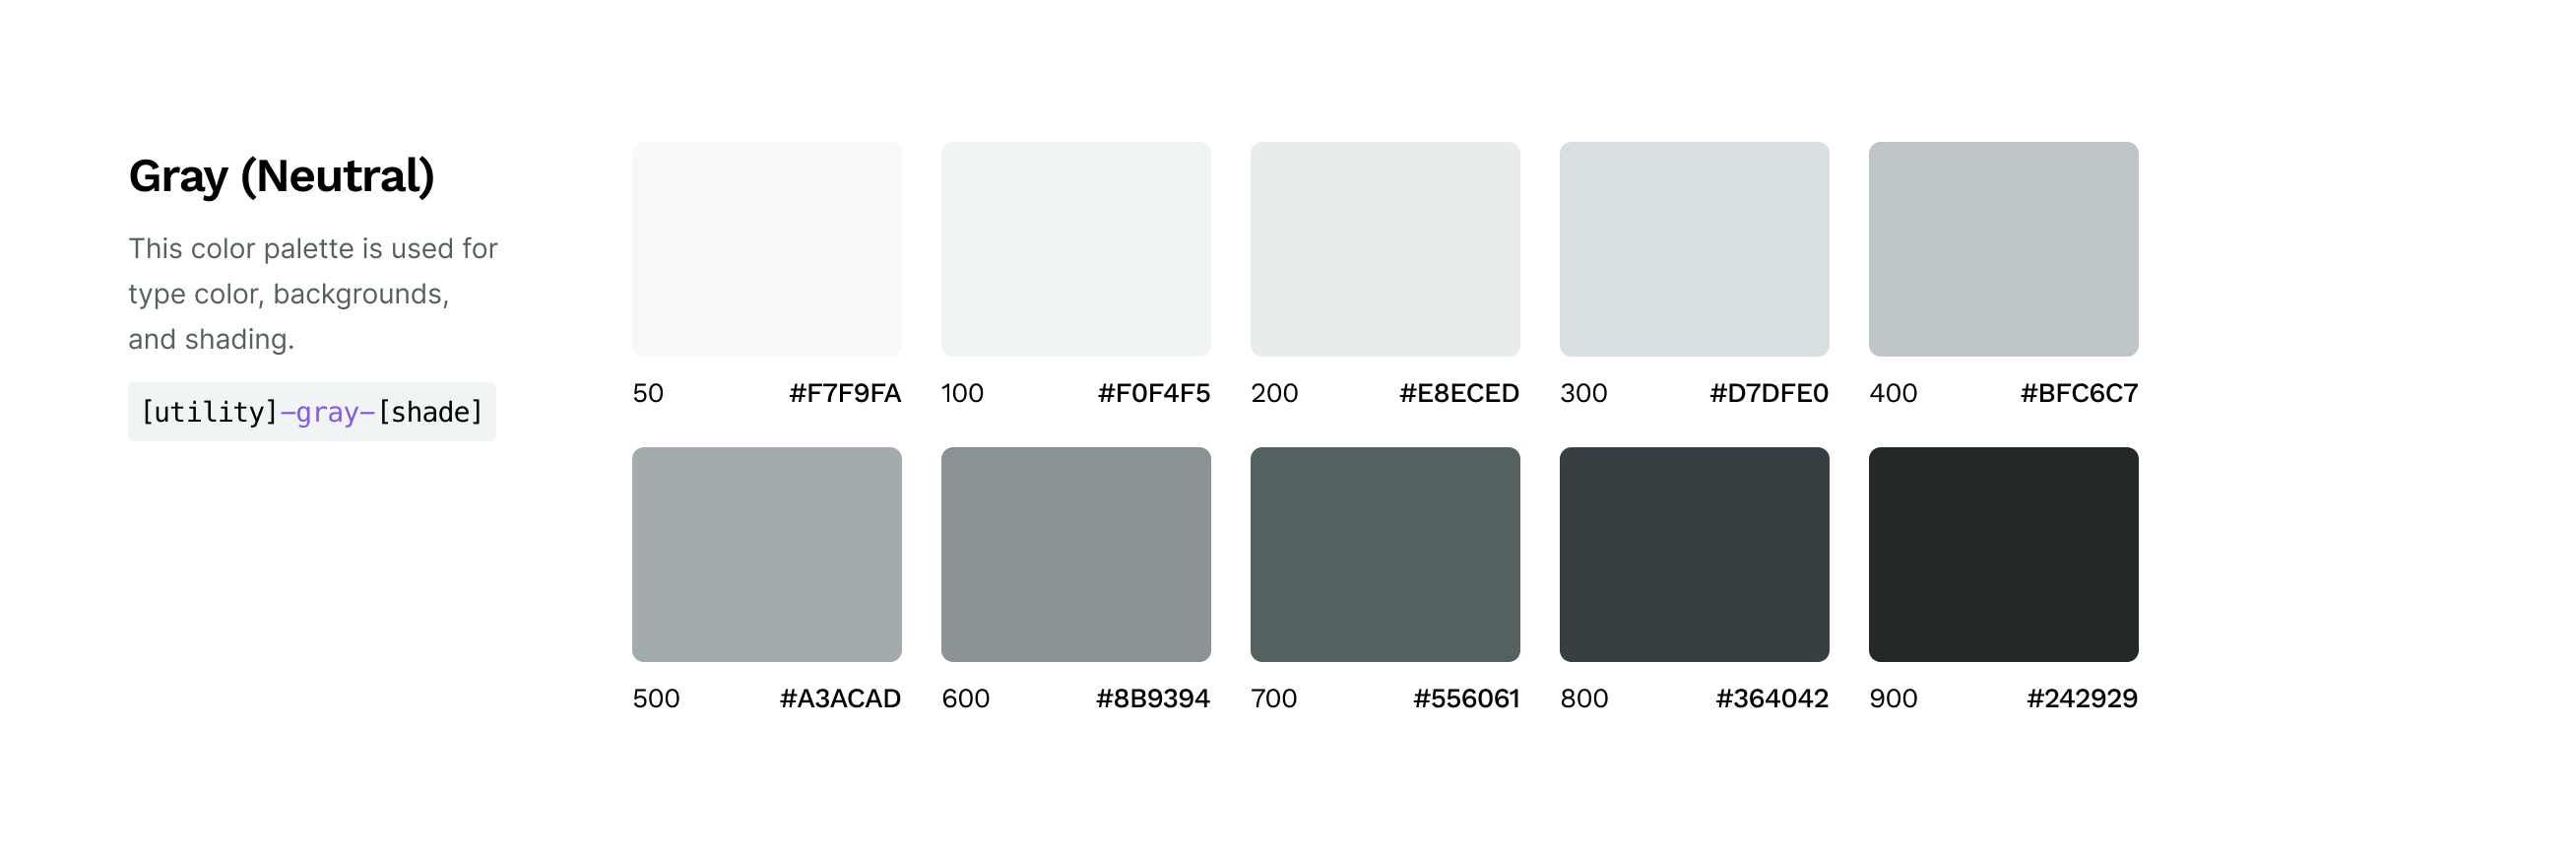 Gray (Neutral)
This color palette is used for
type color, backgrounds,
and shading.
[utility]-gray-[shade]
50 #F7F9FA
100 #F0F4F5
200 #E8ECED
300 #D7DFE0
400 #BFC6C7
500 #A3ACAD
600 #8B9394
700 #556061
800 #364042
900 #242929